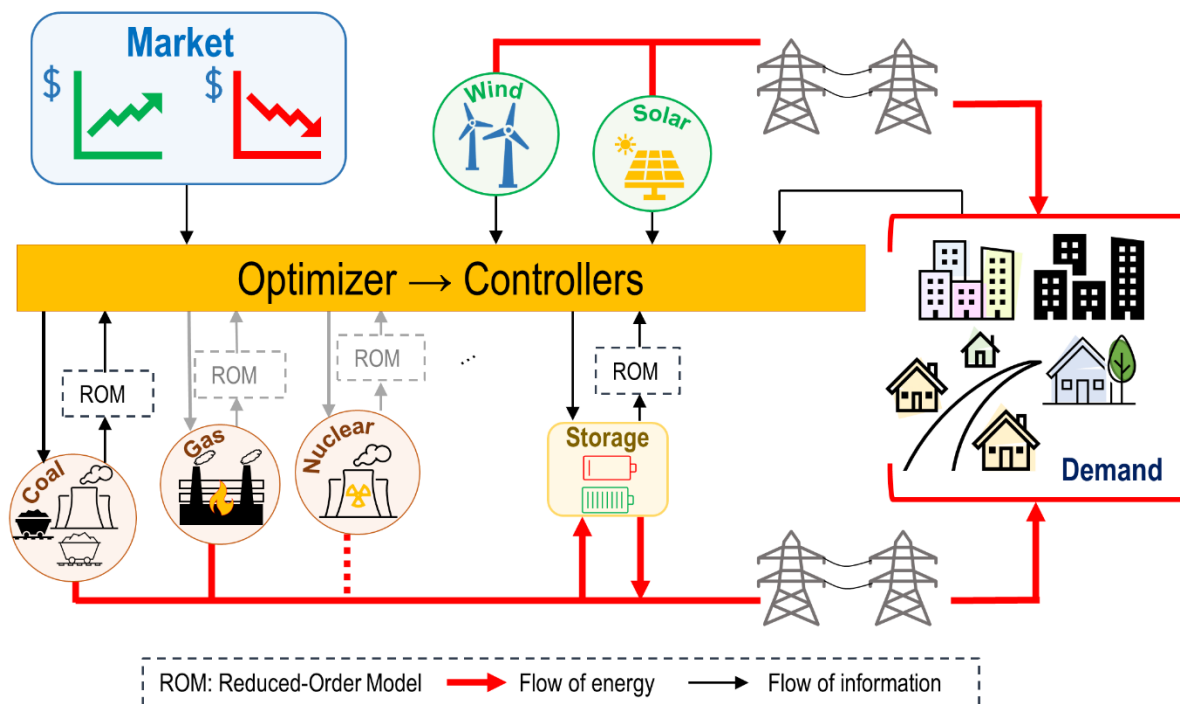 Market
$
$
Wind
Solar
Optimizer → Controllers
ROM
ROM
ROM
...
ROM
Coal
Gas
Nuclear
Storage
Demand
ROM: Reduced-Order Model
Flow of energy
Flow of information